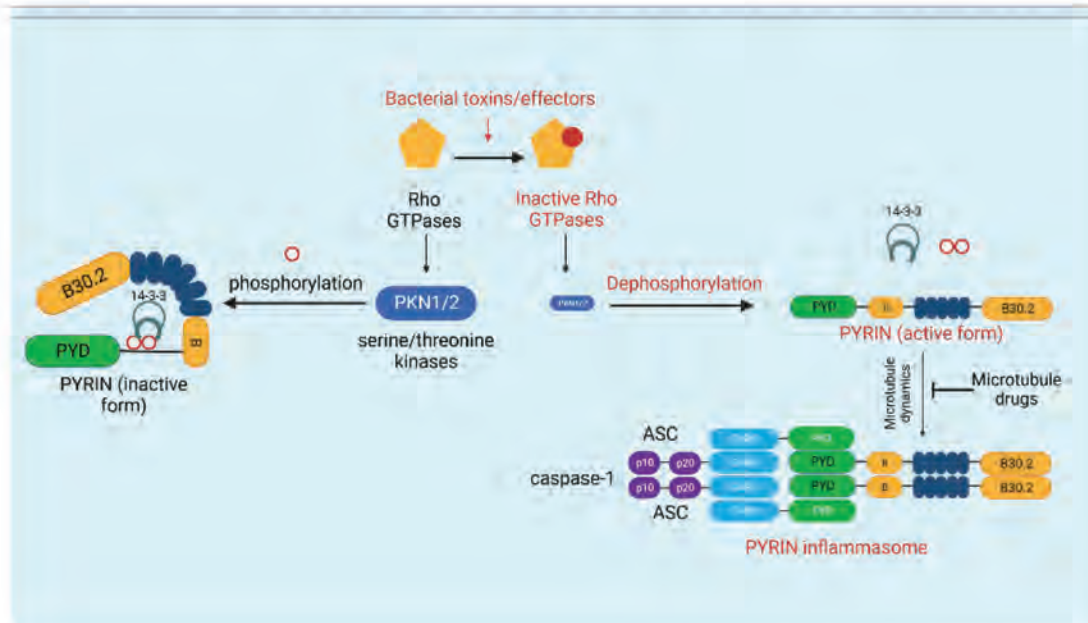 Bacterial toxins/effectors
Rho
GTPases
Inactive Rho
GTPases
14-3-3
B30.2
phosphorylation
14-3-3
PKN1/2
PKN1/2
Dephosphorylation
PYD
B
B30.2
PYD
B
serine/threonine
kinases
PYRIN (active form)
PYRIN (inactive
form)
Microtubule
dynamics
Microtubule
drugs
ASC
p10
p20
PYD
B
B30.2
caspase-1
p10
p20
PYD
B
B30.2
ASC
PYRIN inflammasome